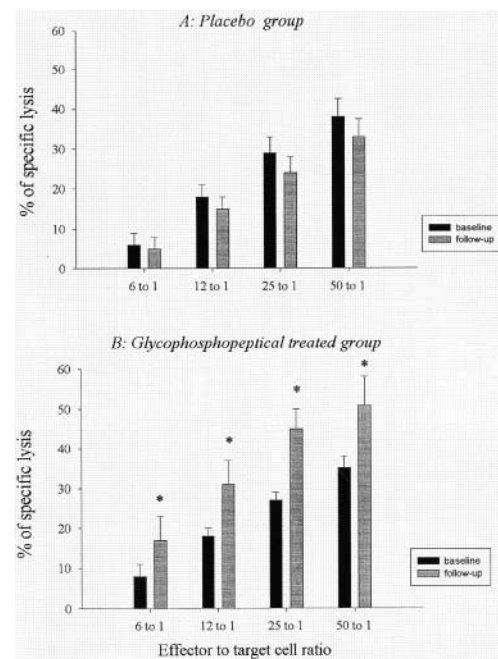 A: Placebo group
60
50
40
30
20
10
0
% of specific lysis
baseline
follow-up
6 to 1
12 to 1
25 to 1
50 to 1
B: Glycophosphopeptical treated group
60
50
40
30
20
10
0
% of specific lysis
*
*
*
*
baseline
follow-up
6 to 1
12 to 1
25 to 1
50 to 1
Effector to target cell ratio